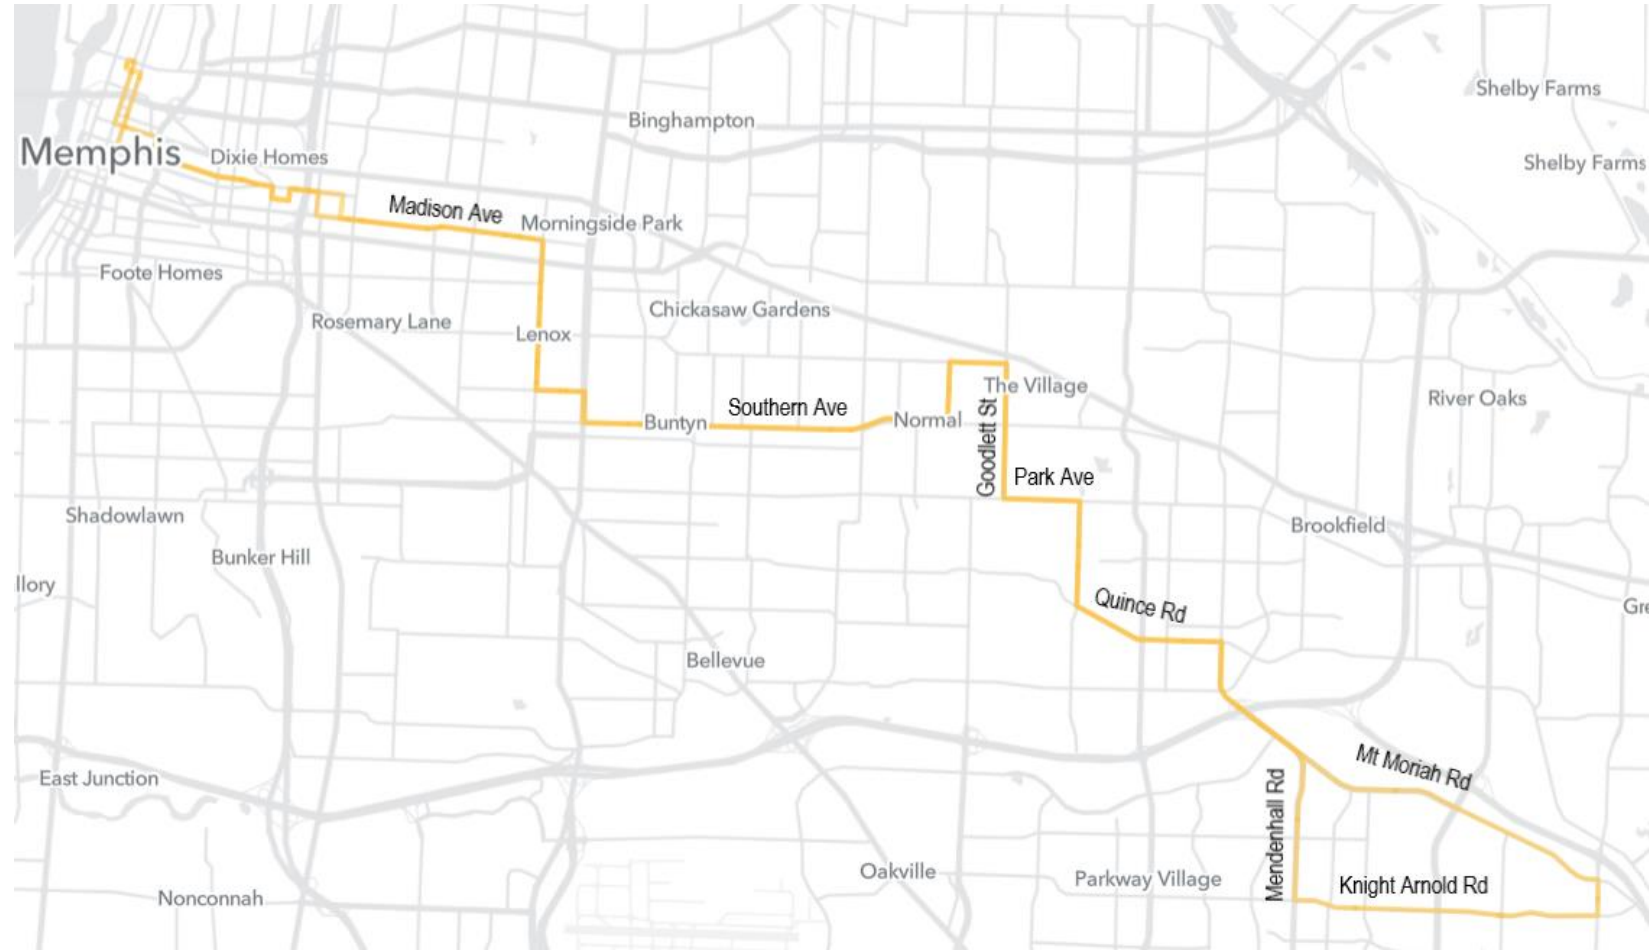 Shelby Farms
Binghampton
Memphis
Dixie Homes
Shelby Farms
Madison Ave
Morningside Park
Foote Homes
Chickasaw Gardens
Rosemary Lane
Lenox
The Village
River Oaks
Southern Ave
Buntyn
Normal
Goodlett St
Park Ave
Shadowlawn
Brookfield
Bunker Hill
llory
Quince Rd
Gre
Bellevue
East Junction
Mt Moriah Rd
Mendenhall Rd
Oakville
Parkway Village
Knight Arnold Rd
Nonconnah